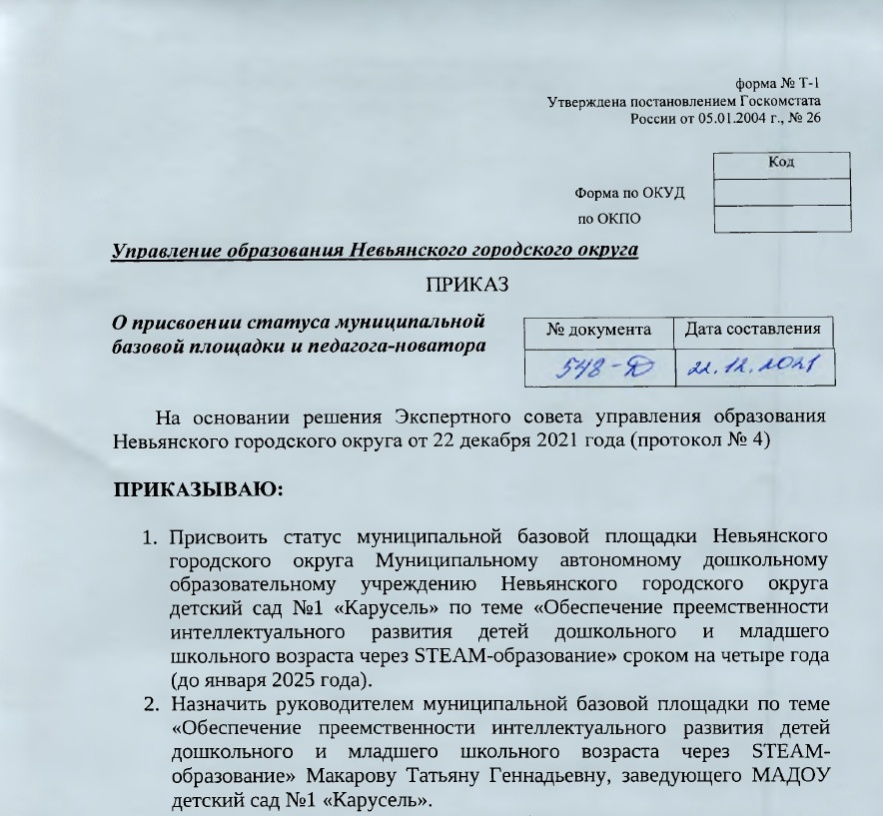 форма № Т-1
Утверждена постановлением Госкомстата
России от 05.01.2004 г., № 26
Код
Форма по ОКУД
по ОКПО
Управление образования Невьянского городского округа
ПРИКАЗ
О присвоении статуса муниципальной
базовой площадки и педагога-новатора
№ документа Дата составления
548-Д 22.12.2021
На основании решения Экспертного совета управления образования
Невьянского городского округа от 22 декабря 2021 года (протокол № 4)
ПРИКАЗЫВАЮ:
1. Присвоить статус муниципальной базовой площадки Невьянского
городского округа Муниципальному автономному дошкольному
образовательному учреждению Невьянского городского округа
детский сад №1 «Карусель» по теме «Обеспечение преемственности
интеллектуального развития детей дошкольного и младшего
школьного возраста через STEAM-образование» сроком на четыре года
(до января 2025 года).
2. Назначить руководителем муниципальной базовой площадки по теме
«Обеспечение преемственности интеллектуального развития детей
дошкольного и младшего школьного возраста через STEAM-
образование» Макарову Татьяну Геннадьевну, заведующего МАДОУ
детский сад №1 «Карусель».